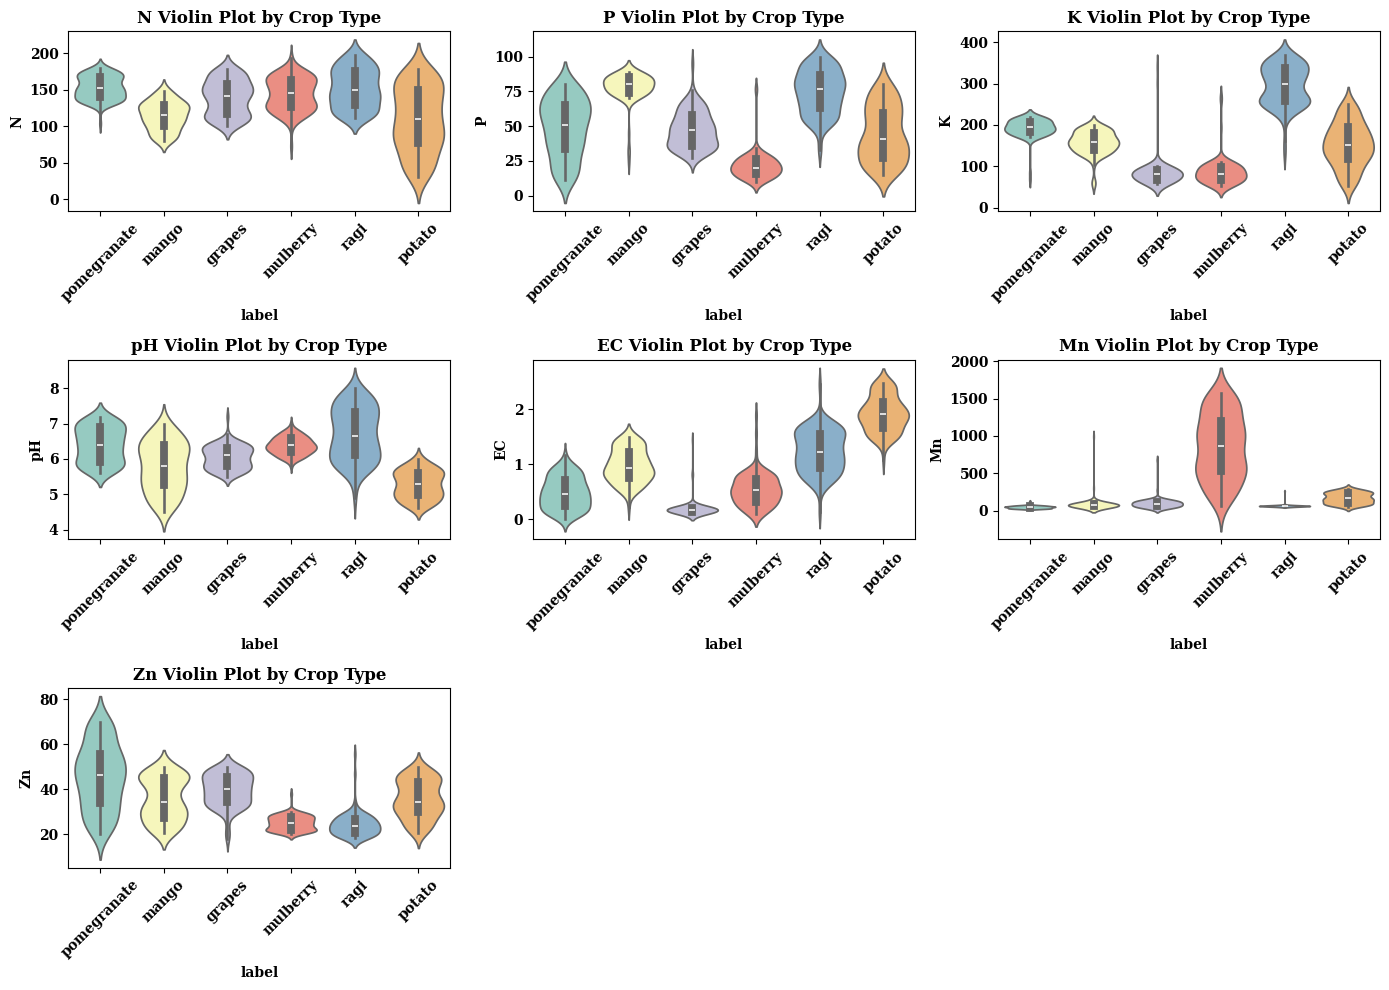 N Violin Plot by Crop Type
N
200
150
100
50
0
pomegranate
mango
grapes
mulberry
ragi
potato
label
P Violin Plot by Crop Type
P
100
75
50
25
0
pomegranate
mango
grapes
mulberry
ragi
potato
label
K Violin Plot by Crop Type
K
400
300
200
100
0
pomegranate
mango
grapes
mulberry
ragi
potato
label
pH Violin Plot by Crop Type
pH
8
7
6
5
4
pomegranate
mango
grapes
mulberry
ragi
potato
label
EC Violin Plot by Crop Type
EC
2
1
0
pomegranate
mango
grapes
mulberry
ragi
potato
label
Mn Violin Plot by Crop Type
Mn
2000
1500
1000
500
0
pomegranate
mango
grapes
mulberry
ragi
potato
label
Zn Violin Plot by Crop Type
Zn
80
60
40
20
pomegranate
mango
grapes
mulberry
ragi
potato
label